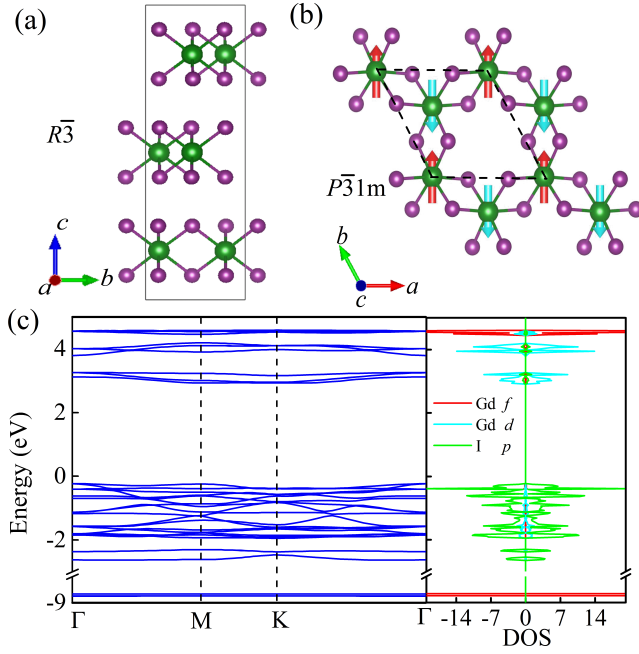 (a)
R3̅
c
a
b
(b)
P3̅1m
b
c
a
(c)
Energy (eV)
4
2
0
-2
-9
Γ
M
K
Γ
Gd f
Gd d
I p
-14
-7
0
7
14
DOS